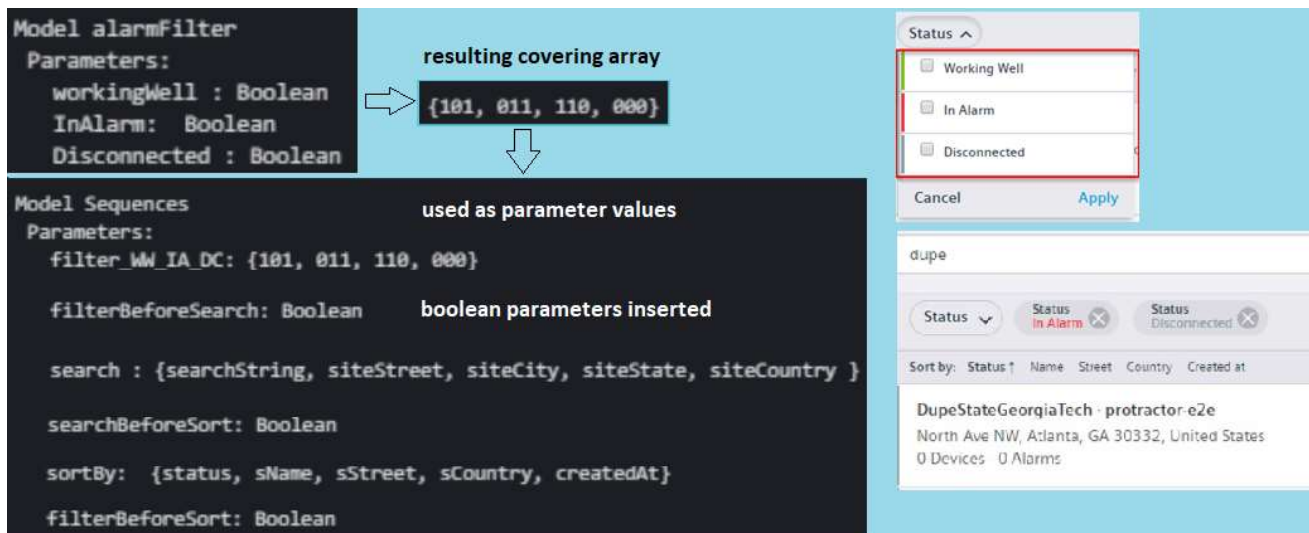 Model alarmFilter
Parameters:
workingWell : Boolean
InAlarm: Boolean
Disconnected : Boolean
resulting covering array
{101, 011, 110, 000}
Model Sequences
Parameters:
used as parameter values
filter_WW_IA_DC: {101, 011, 110, 000}
filterBeforeSearch: Boolean
boolean parameters inserted
search : {searchString, siteStreet, siteCity, siteState, siteCountry }
searchBeforeSort: Boolean
sortBy: {status, sName, sStreet, sCountry, createdAt}
filterBeforeSort: Boolean
Status
Working Well
In Alarm
Disconnected
Cancel Apply
dupe
Status
Status
In Alarm
Status
Disconnected
Sort by: Status↑ Name Street Country Created at
DupeStateGeorgiaTech - protractor-e2e
North Ave NW, Atlanta, GA 30332, United States
0 Devices 0 Alarms